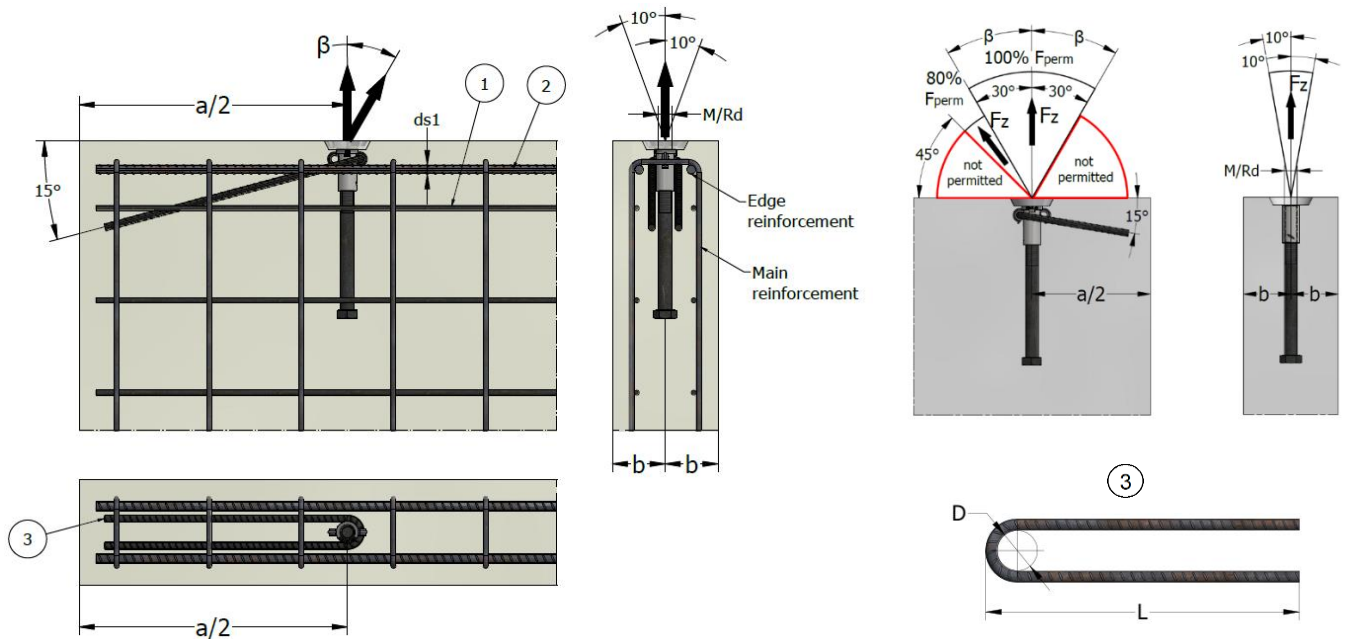 β
a/2
1
2
ds1
15°
10°
10°
M/Rd
Edge
reinforcement
Main
reinforcement
b
b
3
a/2
β
β
100% Fperm
80%
Fperm
30°
30°
Fz
Fz
45°
not
permitted
not
permitted
15°
a/2
10°
10°
Fz
M/Rd
b
b
3
D
L